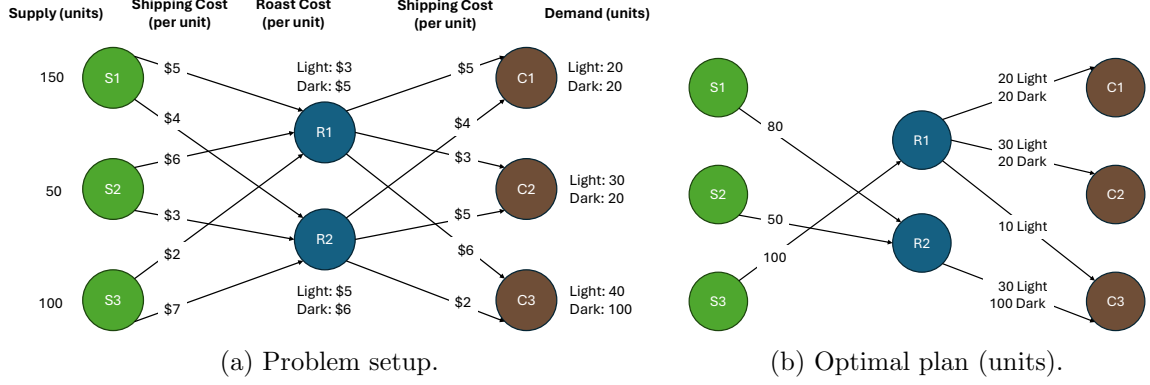 Supply (units)
Shipping Cost
(per unit)
Roast Cost
(per unit)
Shipping Cost
(per unit)
Demand (units)
150
S1
$5
$4
Light: $3
Dark: $5
R1
$5
C1
Light: 20
Dark: 20
$4
$6
$3
50
S2
C2
Light: 30
Dark: 20
$3
$5
R2
$2
$6
100
S3
$7
Light: $5
Dark: $6
$2
C3
Light: 40
Dark: 100
(a) Problem setup.
S1
80
R1
20 Light
20 Dark
C1
30 Light
20 Dark
S2
50
C2
R2
10 Light
100
S3
30 Light
100 Dark
C3
(b) Optimal plan (units).